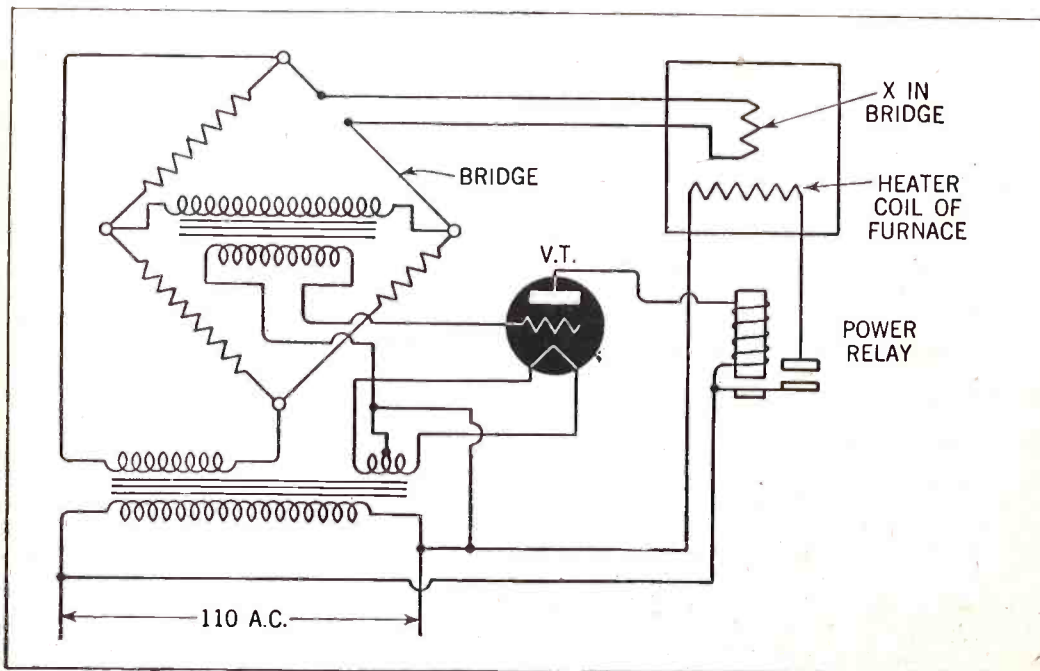 X IN
BRIDGE
BRIDGE
HEATER
COIL OF
FURNACE
V.T.
POWER
RELAY
110 A.C.